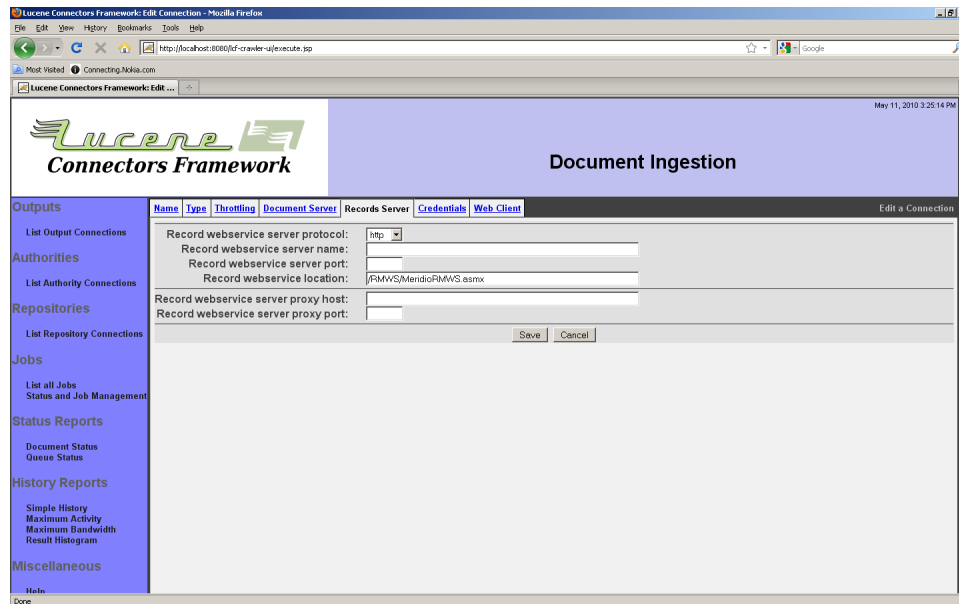 Lucene Connectors Framework: Edit Connection - Mozilla Firefox
File Edit View History Bookmarks Tools Help
http://localhost:8080/lcf-crawler-ui/execute.jsp
Google
Most Visited Connecting.Nokia.com
Lucene Connectors Framework: Edit ...
May 11, 2010 3:25:14 PM
Lucene
Connectors Framework
Document Ingestion
Outputs
List Output Connections
Authorities
List Authority Connections
Repositories
List Repository Connections
Jobs
List all Jobs
Status and Job Management
Status Reports
Document Status
Queue Status
History Reports
Simple History
Maximum Activity
Maximum Bandwidth
Result Histogram
Miscellaneous
Help
Name Type Throttling Document Server Records Server Credentials Web Client Edit a Connection
Record webservice server protocol: http
Record webservice server name:
Record webservice server port:
Record webservice location: /RMWS/MeridioRMWS.asmx
Record webservice server proxy host:
Record webservice server proxy port:
Save Cancel
Done